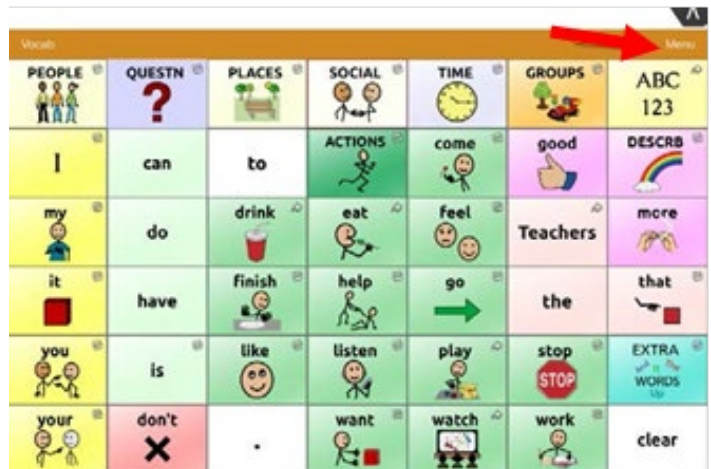 Vocab Menu
PEOPLE QUESTN PLACES SOCIAL TIME GROUPS ABC 123
I can to ACTIONS come good DESCRB
my do drink eat feel Teachers more
it have finish help go the that
you is like listen play stop STOP EXTRA WORDS Up
your don't . want watch work clear